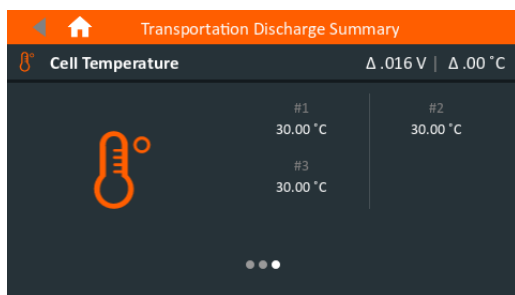 Transportation Discharge Summary
Cell Temperature Δ .016 V | Δ .00 ˚C
#1 #2
30.00 ˚C 30.00 ˚C
#3
30.00 ˚C